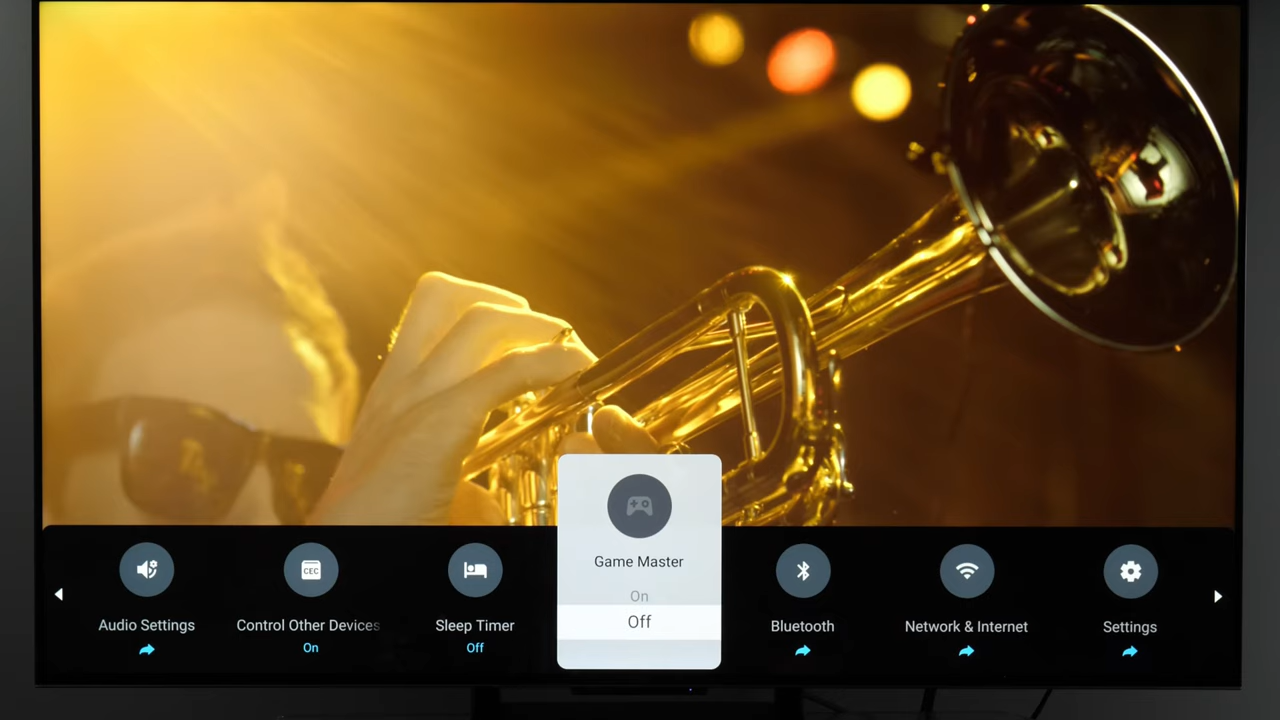 Audio Settings
CEC
Control Other Devices
On
Sleep Timer
Off
Game Master
On
Off
Bluetooth
Network & Internet
Settings